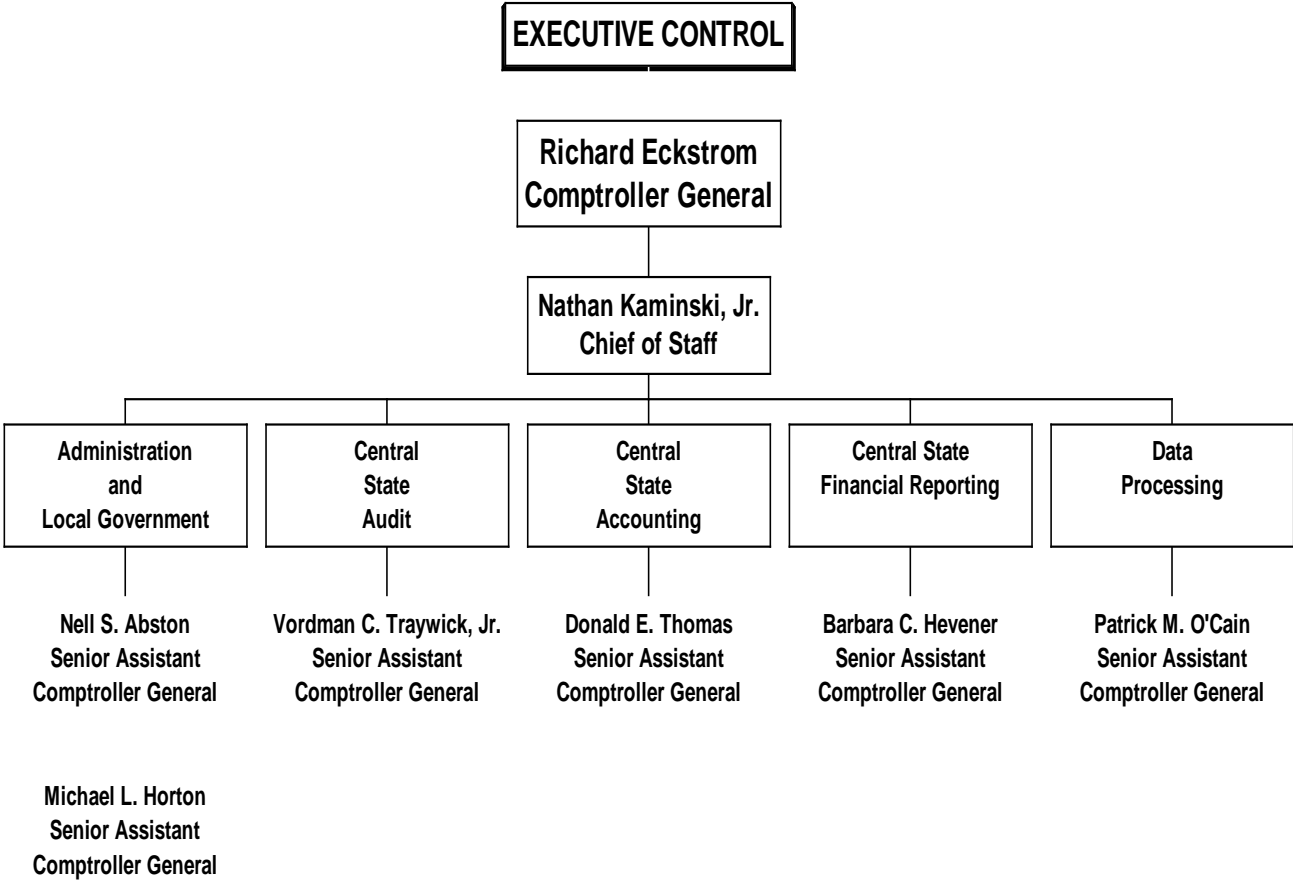 EXECUTIVE CONTROL
Richard Eckstrom
Comptroller General
Nathan Kaminski, Jr.
Chief of Staff
Administration
and
Local Government
Central
State
Audit
Central
State
Accounting
Central State
Financial Reporting
Data
Processing
Nell S. Abston
Senior Assistant
Comptroller General
Vordman C. Traywick, Jr.
Senior Assistant
Comptroller General
Donald E. Thomas
Senior Assistant
Comptroller General
Barbara C. Hevener
Senior Assistant
Comptroller General
Patrick M. O'Cain
Senior Assistant
Comptroller General
Michael L. Horton
Senior Assistant
Comptroller General